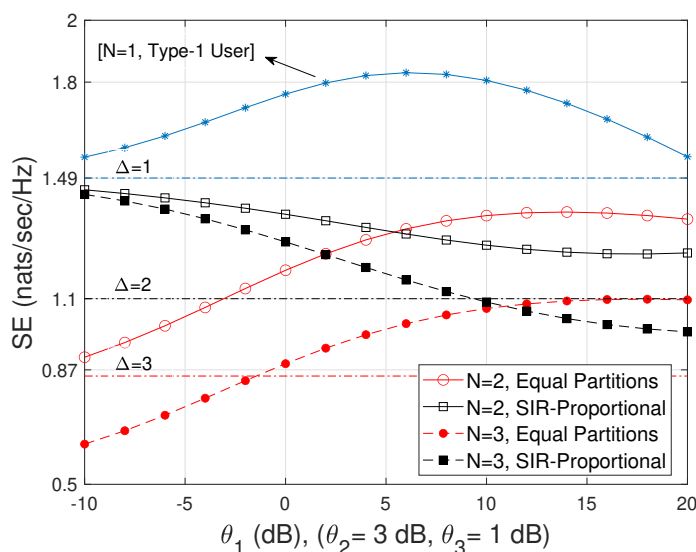 2
[N=1, Type-1 User]
1.8
Δ=1
1.49
Δ=2
1.1
Δ=3
0.87
0.5
SE (nats/sec/Hz)
N=2, Equal Partitions
N=2, SIR-Proportional
N=3, Equal Partitions
N=3, SIR-Proportional
-10 -5 0 5 10 15 20
θ₁ (dB), (θ₂= 3 dB, θ₃= 1 dB)